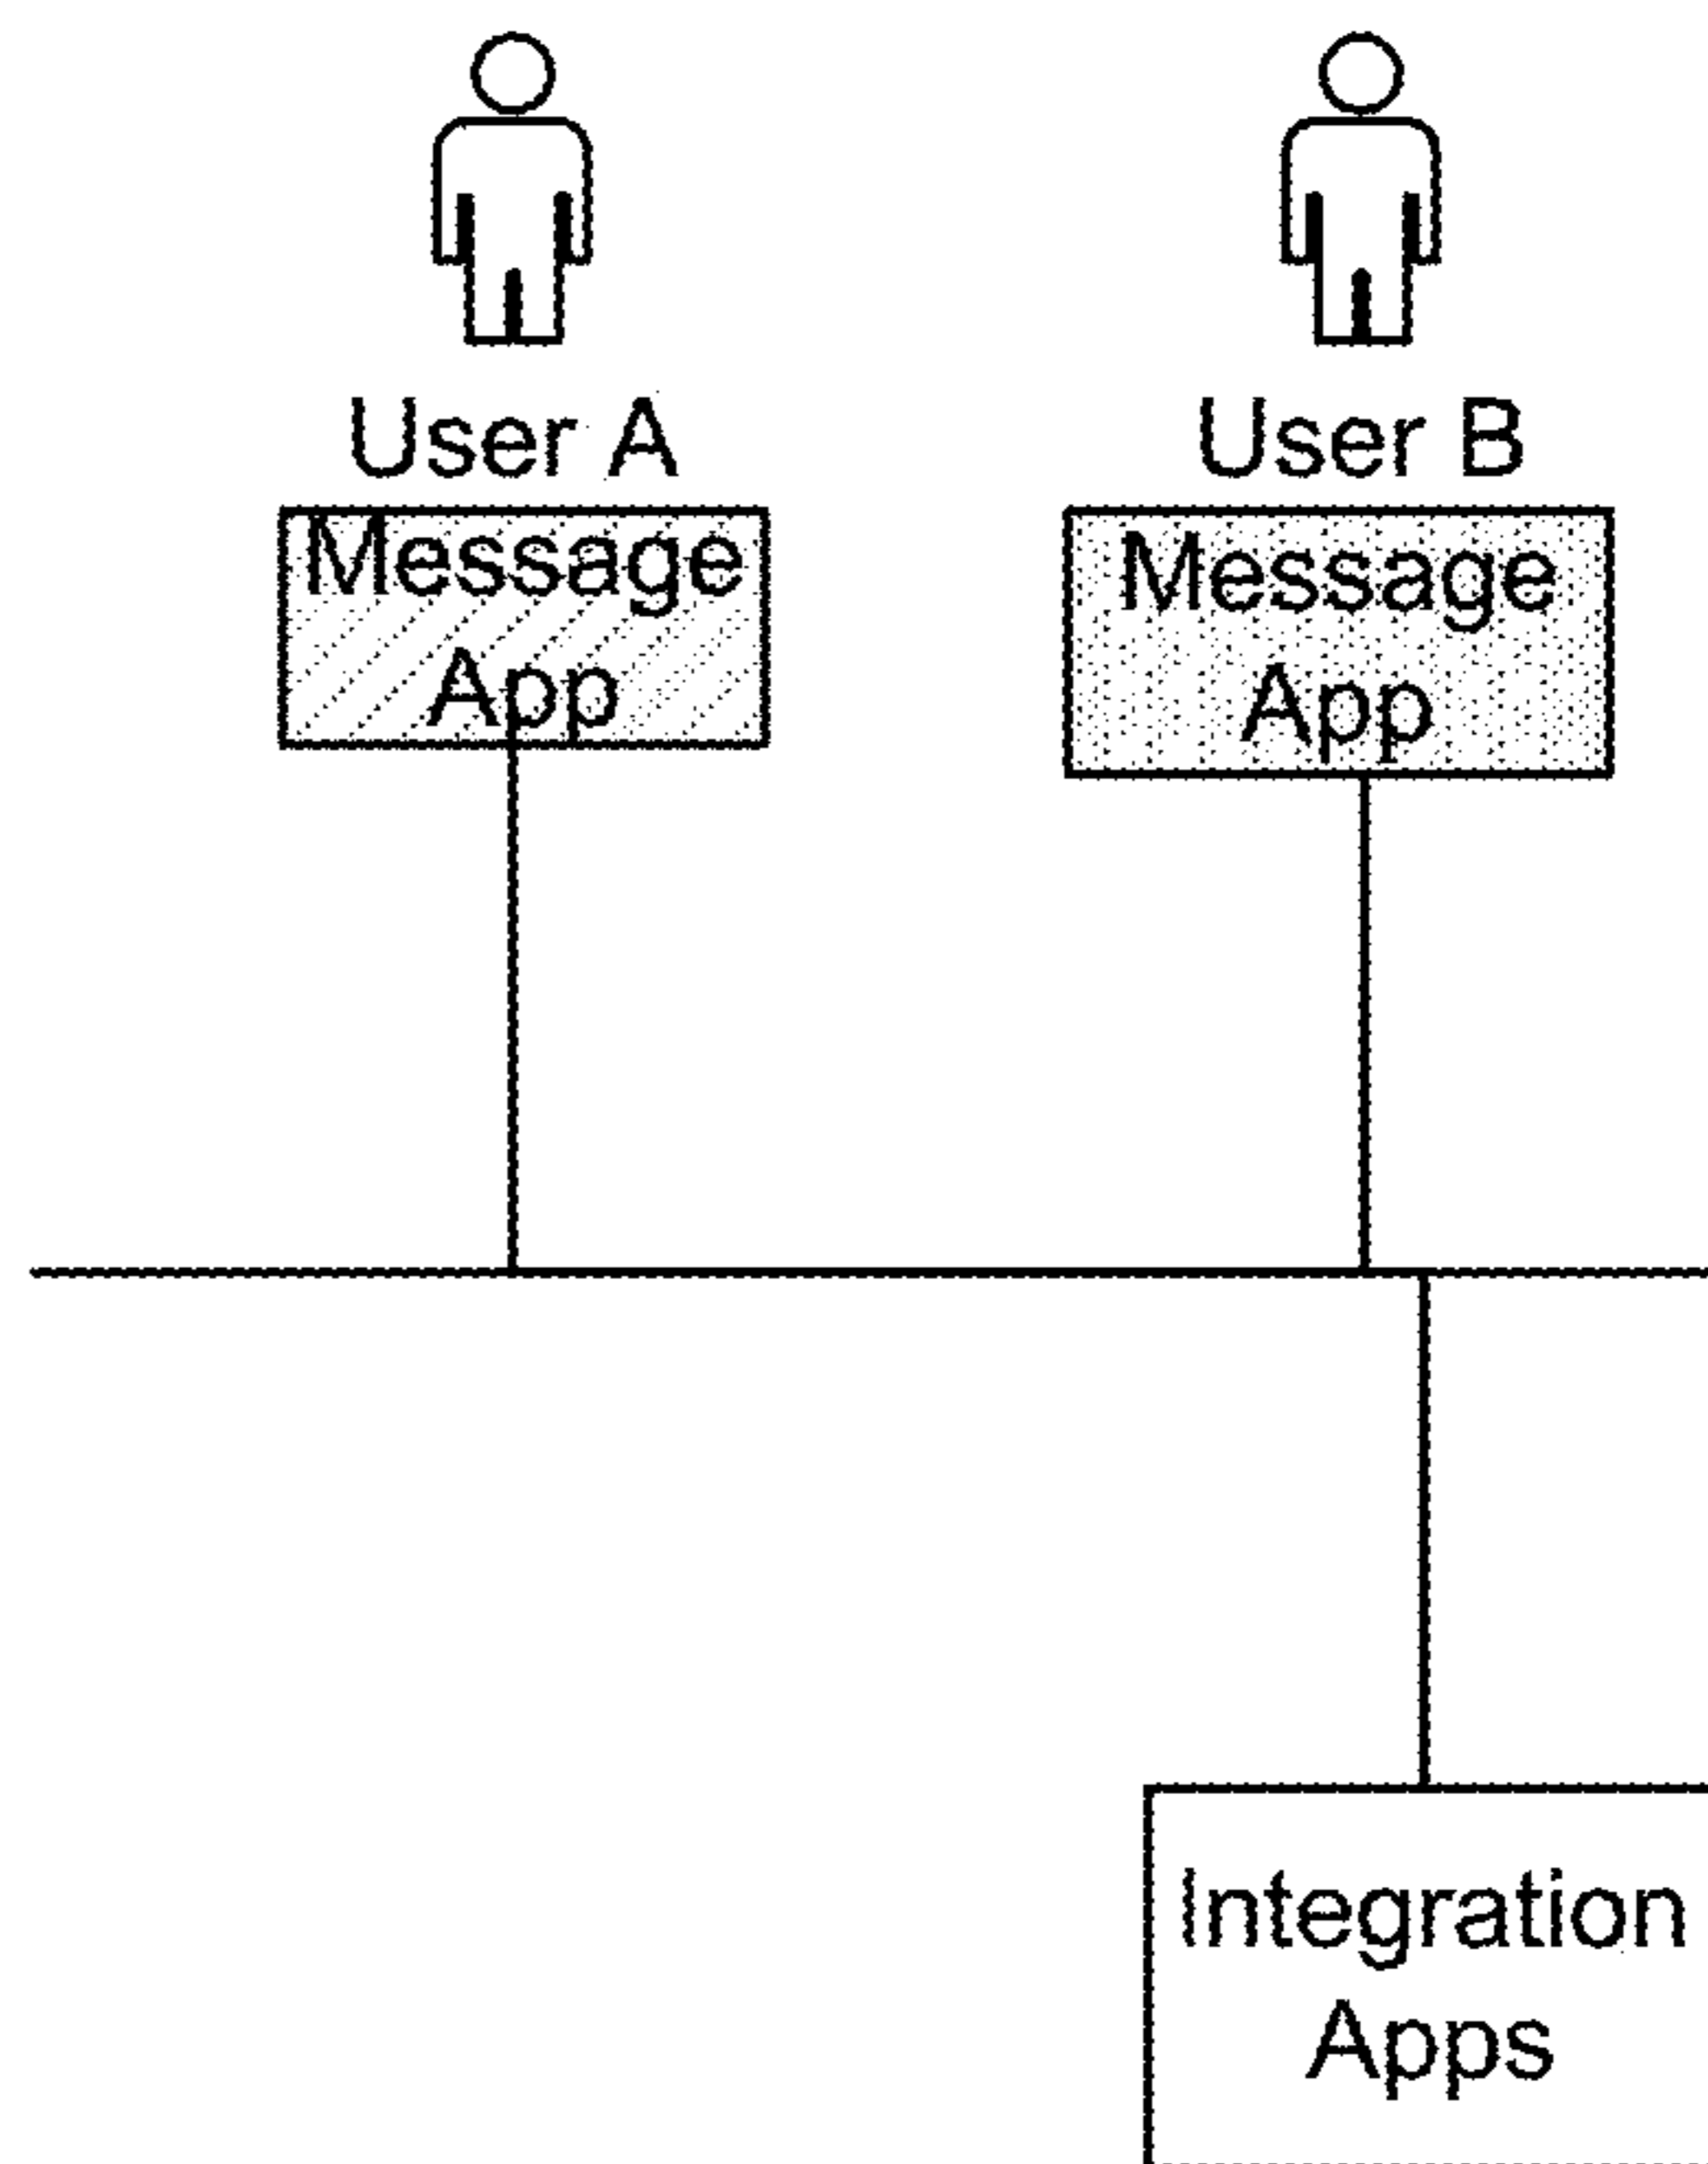 User A
User B
Message
App
Message
App
Integration
Apps